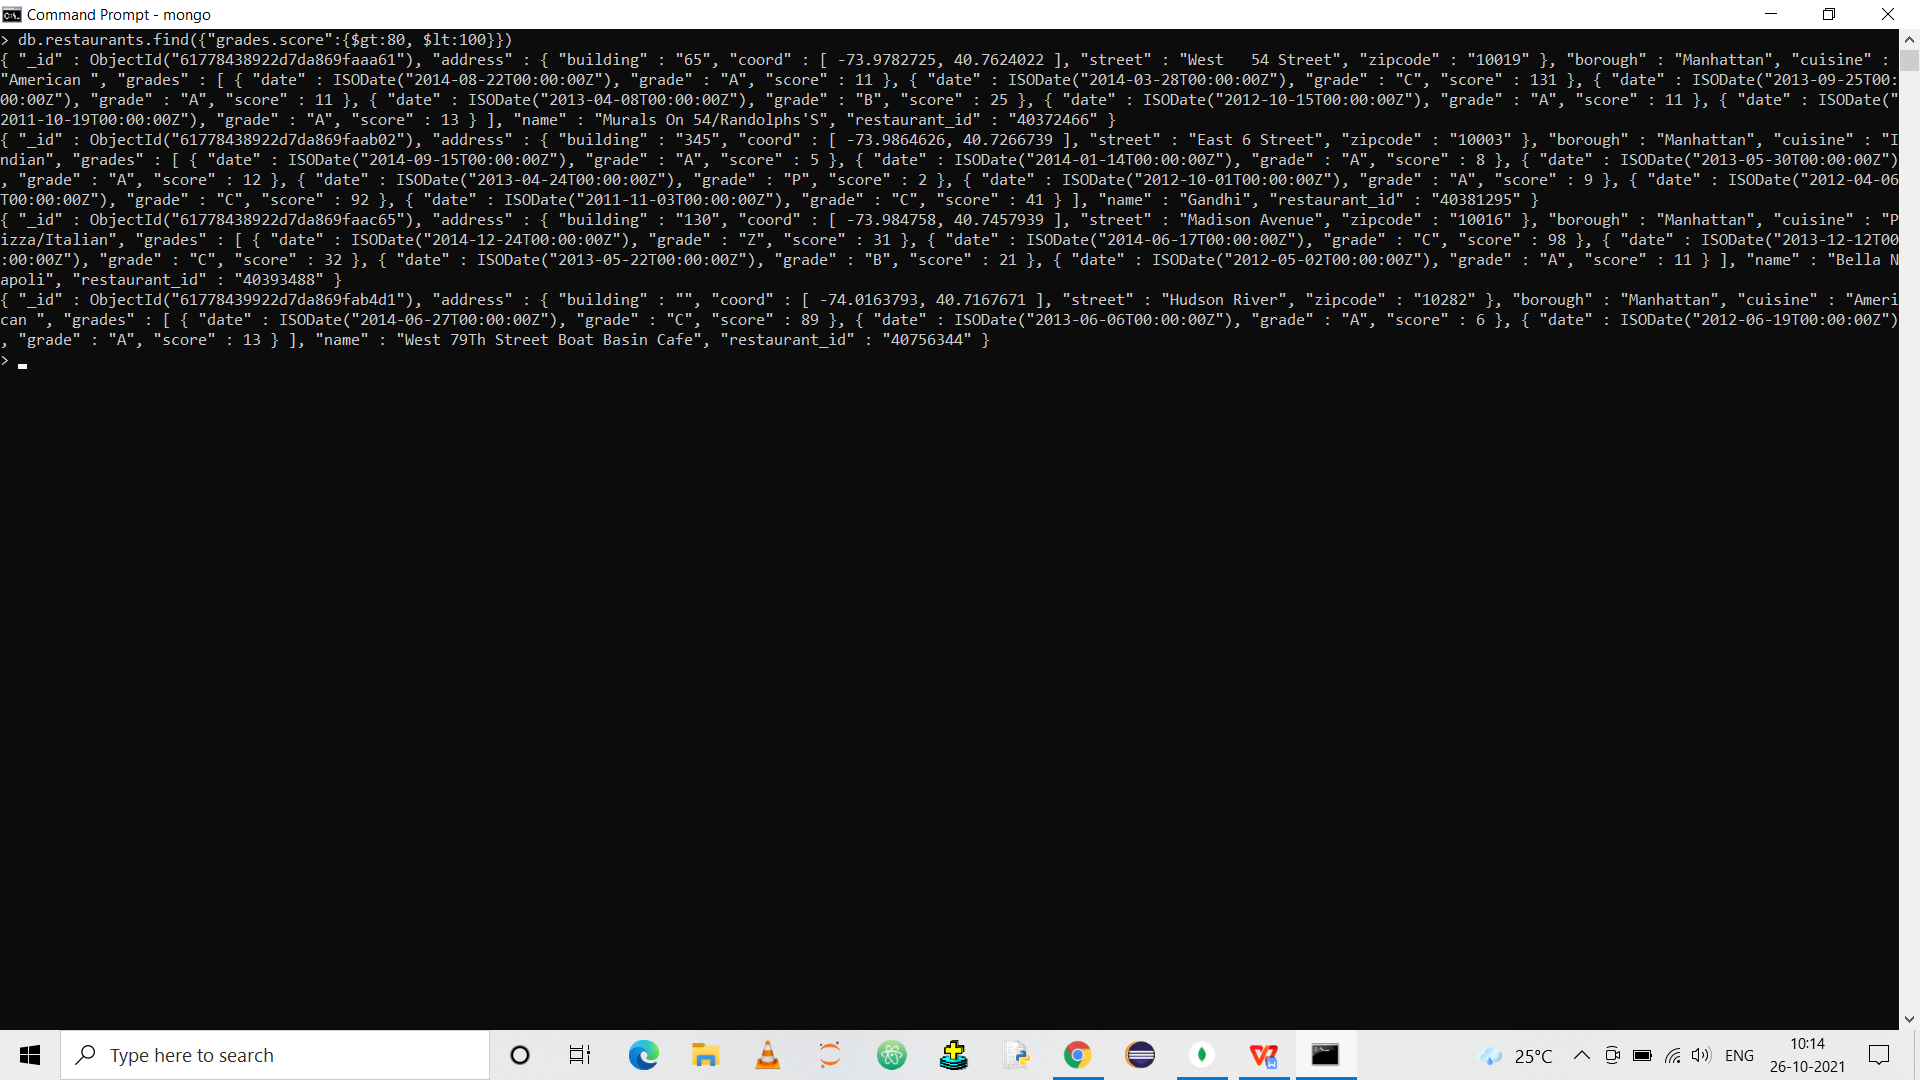 Command Prompt - mongo
> db.restaurants.find({"grades.score":{$gt:80, $lt:100}})
{ "_id" : ObjectId("61778438922d7da869faaa61"), "address" : { "building" : "65", "coord" : [ -73.9782725, 40.7624022 ], "street" : "West   54 Street", "zipcode" : "10019" }, "borough" : "Manhattan", "cuisine" :
"American ", "grades" : [ { "date" : ISODate("2014-08-22T00:00:00Z"), "grade" : "A", "score" : 11 }, { "date" : ISODate("2014-03-28T00:00:00Z"), "grade" : "C", "score" : 131 }, { "date" : ISODate("2013-09-25T00:
00:00Z"), "grade" : "A", "score" : 11 }, { "date" : ISODate("2013-04-08T00:00:00Z"), "grade" : "B", "score" : 25 }, { "date" : ISODate("2012-10-15T00:00:00Z"), "grade" : "A", "score" : 11 }, { "date" : ISODate("
2011-10-19T00:00:00Z"), "grade" : "A", "score" : 13 } ], "name" : "Murals On 54/Randolphs'S", "restaurant_id" : "40372466" }
{ "_id" : ObjectId("61778438922d7da869faab02"), "address" : { "building" : "345", "coord" : [ -73.9864626, 40.7266739 ], "street" : "East 6 Street", "zipcode" : "10003" }, "borough" : "Manhattan", "cuisine" : "I
ndian", "grades" : [ { "date" : ISODate("2014-09-15T00:00:00Z"), "grade" : "A", "score" : 5 }, { "date" : ISODate("2014-01-14T00:00:00Z"), "grade" : "A", "score" : 8 }, { "date" : ISODate("2013-05-30T00:00:00Z")
, "grade" : "A", "score" : 12 }, { "date" : ISODate("2013-04-24T00:00:00Z"), "grade" : "P", "score" : 2 }, { "date" : ISODate("2012-10-01T00:00:00Z"), "grade" : "A", "score" : 9 }, { "date" : ISODate("2012-04-06
T00:00:00Z"), "grade" : "C", "score" : 92 }, { "date" : ISODate("2011-11-03T00:00:00Z"), "grade" : "C", "score" : 41 } ], "name" : "Gandhi", "restaurant_id" : "40381295" }
{ "_id" : ObjectId("61778438922d7da869faac65"), "address" : { "building" : "130", "coord" : [ -73.984758, 40.7457939 ], "street" : "Madison Avenue", "zipcode" : "10016" }, "borough" : "Manhattan", "cuisine" : "P
izza/Italian", "grades" : [ { "date" : ISODate("2014-12-24T00:00:00Z"), "grade" : "Z", "score" : 31 }, { "date" : ISODate("2014-06-17T00:00:00Z"), "grade" : "C", "score" : 98 }, { "date" : ISODate("2013-12-12T00
:00:00Z"), "grade" : "C", "score" : 32 }, { "date" : ISODate("2013-05-22T00:00:00Z"), "grade" : "B", "score" : 21 }, { "date" : ISODate("2012-05-02T00:00:00Z"), "grade" : "A", "score" : 11 } ], "name" : "Bella N
apoli", "restaurant_id" : "40393488" }
{ "_id" : ObjectId("61778439922d7da869fab4d1"), "address" : { "building" : "", "coord" : [ -74.0163793, 40.7167671 ], "street" : "Hudson River", "zipcode" : "10282" }, "borough" : "Manhattan", "cuisine" : "Ameri
can ", "grades" : [ { "date" : ISODate("2014-06-27T00:00:00Z"), "grade" : "C", "score" : 89 }, { "date" : ISODate("2013-06-06T00:00:00Z"), "grade" : "A", "score" : 6 }, { "date" : ISODate("2012-06-19T00:00:00Z")
, "grade" : "A", "score" : 13 } ], "name" : "West 79Th Street Boat Basin Cafe", "restaurant_id" : "40756344" }
>
Type here to search
25°C
ENG
10:14
26-10-2021